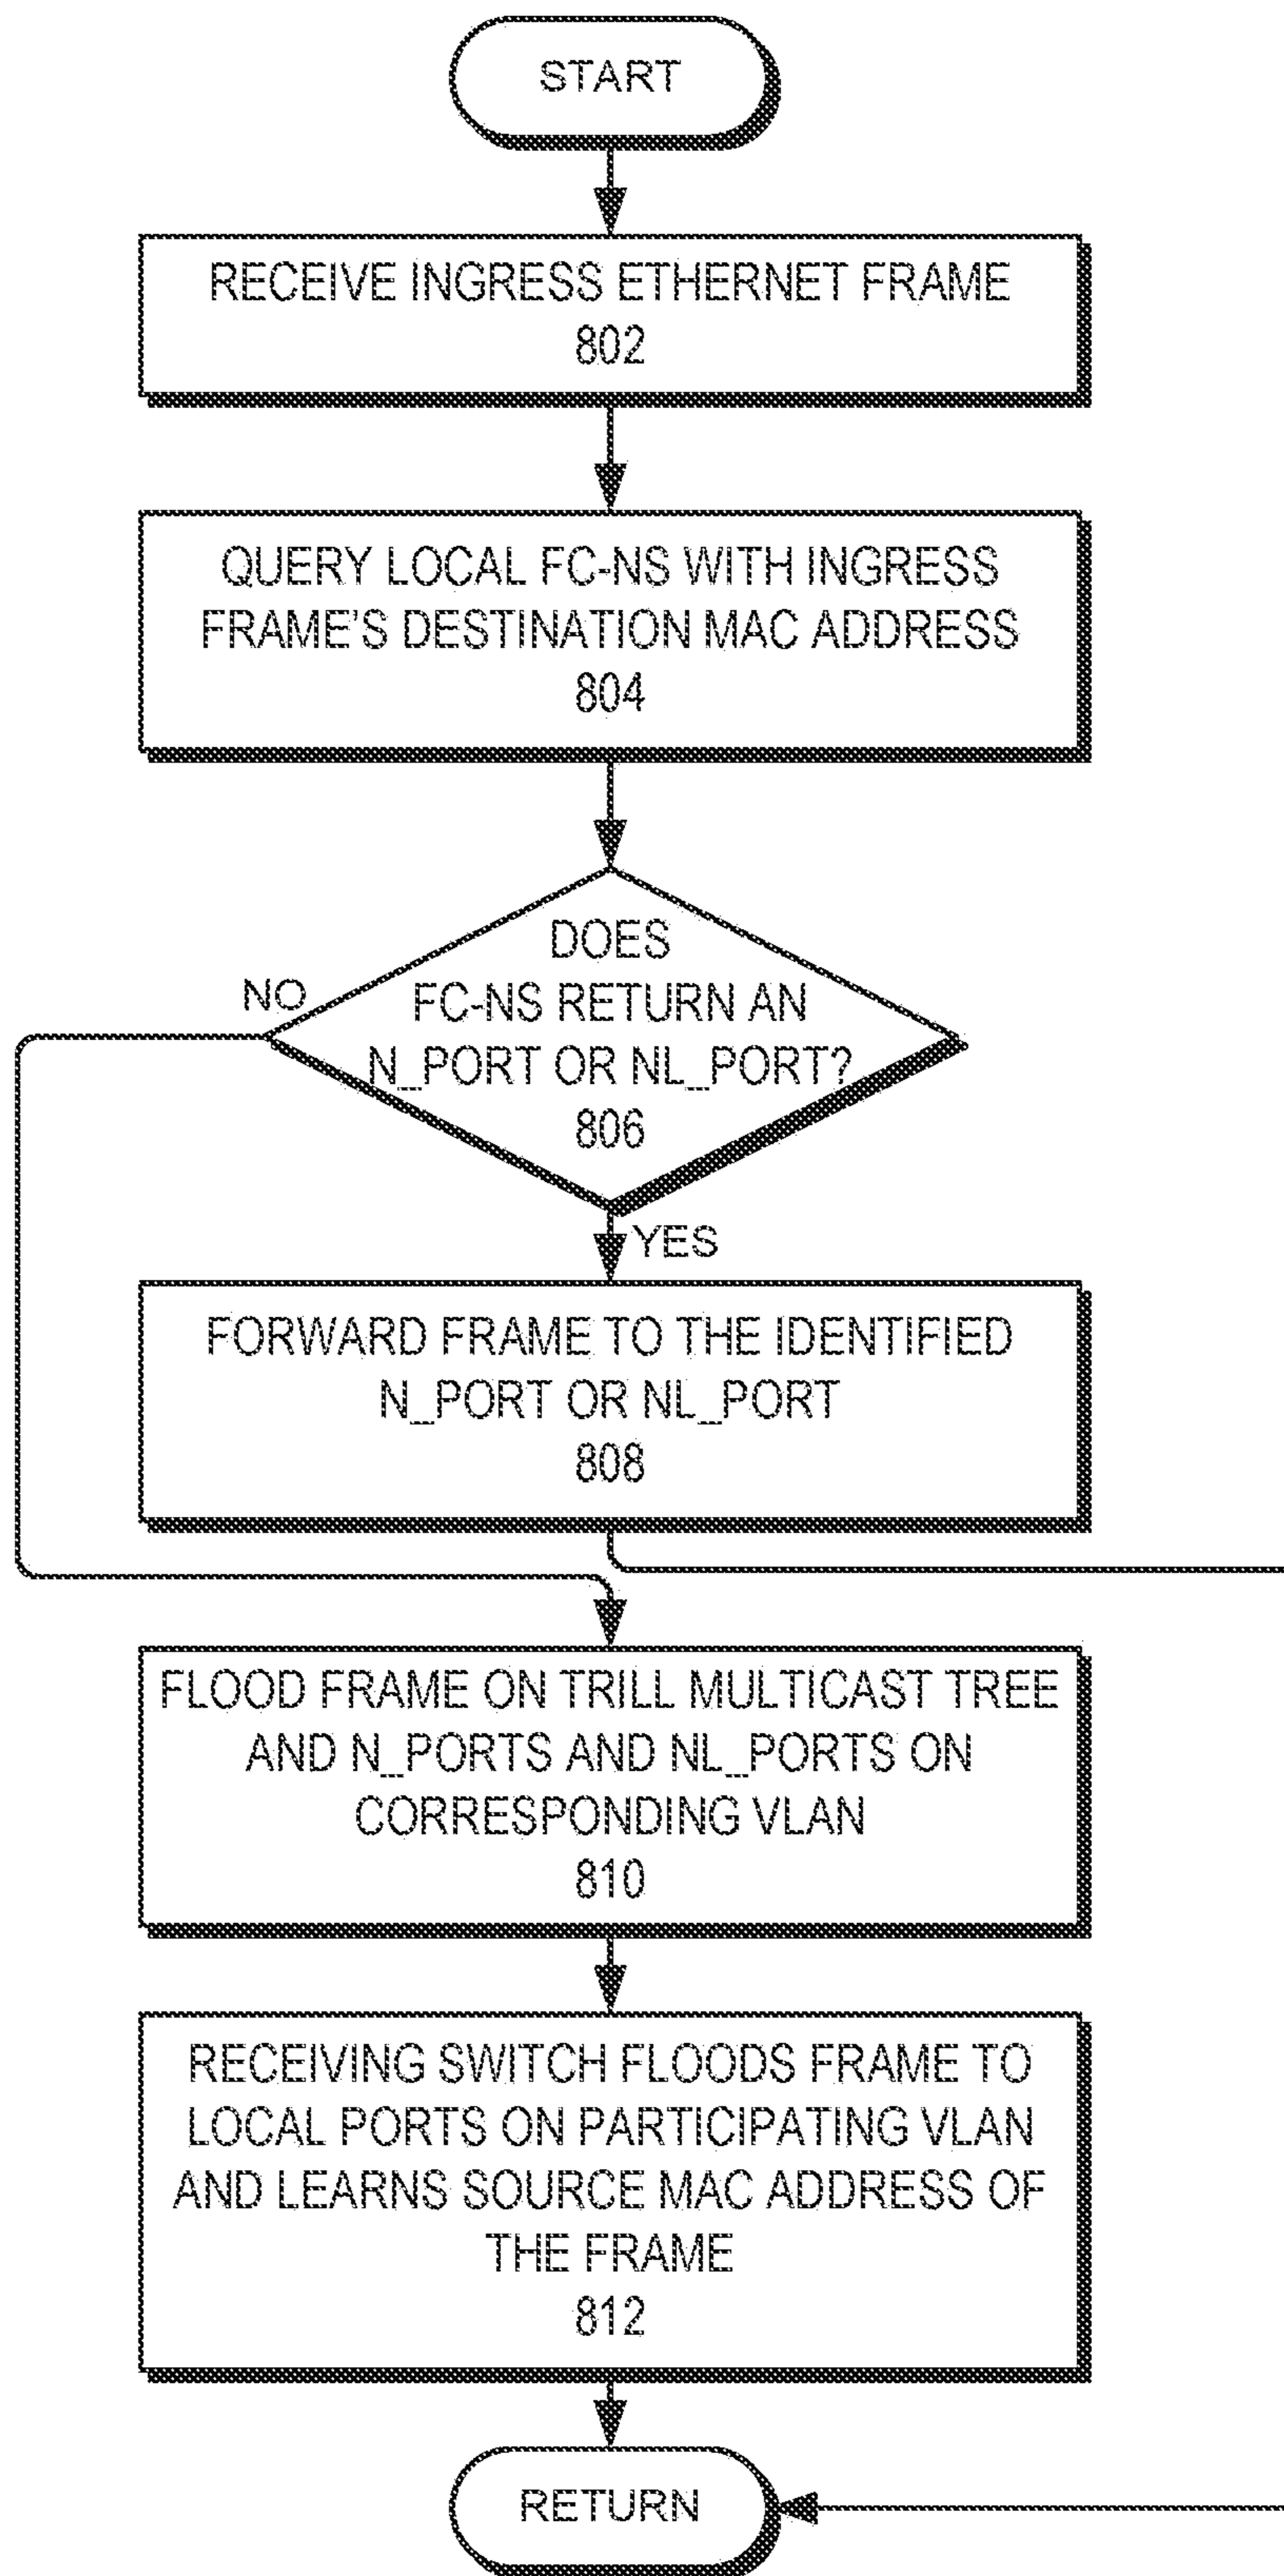 START
RECEIVE INGRESS ETHERNET FRAME
802
QUERY LOCAL FC-NS WITH INGRESS
FRAME'S DESTINATION MAC ADDRESS
804
DOES
FC-NS RETURN AN
N_PORT OR NL_PORT?
806
NO
YES
FORWARD FRAME TO THE IDENTIFIED
N_PORT OR NL_PORT
808
FLOOD FRAME ON TRILL MULTICAST TREE
AND N_PORTS AND NL_PORTS ON
CORRESPONDING VLAN
810
RECEIVING SWITCH FLOODS FRAME TO
LOCAL PORTS ON PARTICIPATING VLAN
AND LEARNS SOURCE MAC ADDRESS OF
THE FRAME
812
RETURN